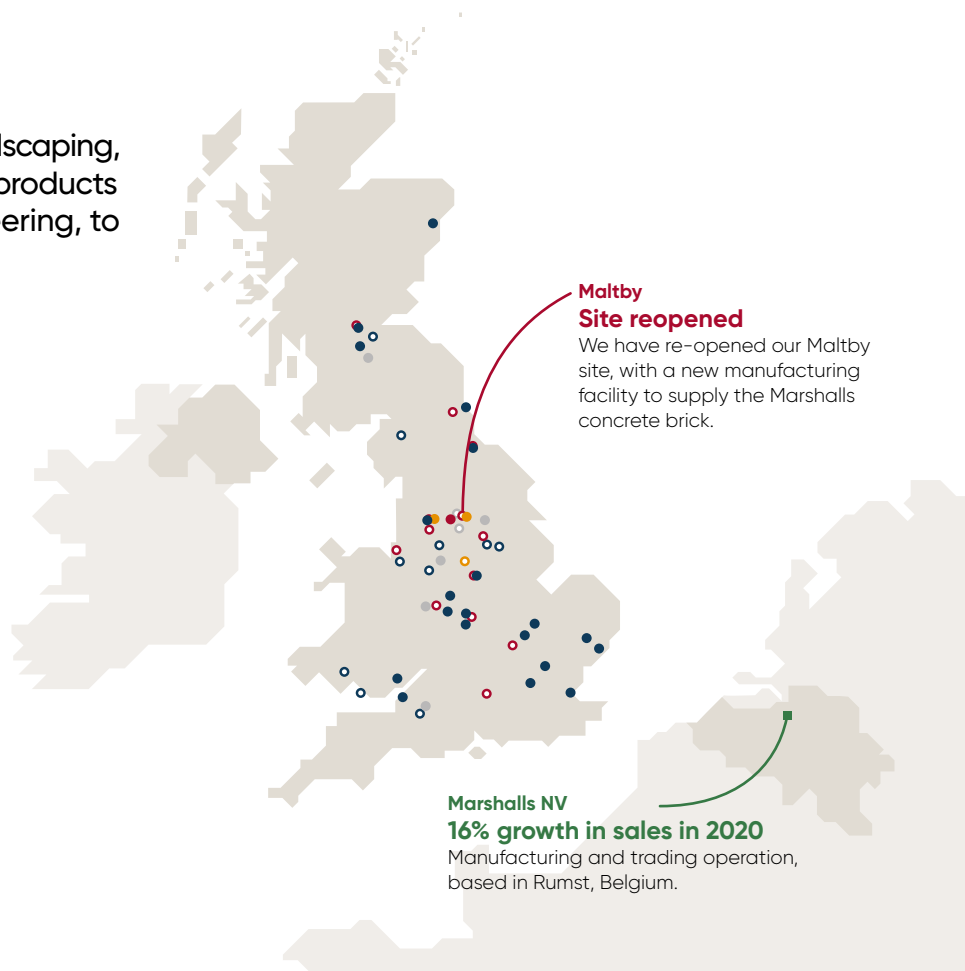 products
to
Maltby
Site reopened
We have re-opened our Maltby
site, with a new manufacturing
facility to supply the Marshalls
concrete brick.
Marshalls NV
16% growth in sales in 2020
Manufacturing and trading operation,
based in Rumst, Belgium.